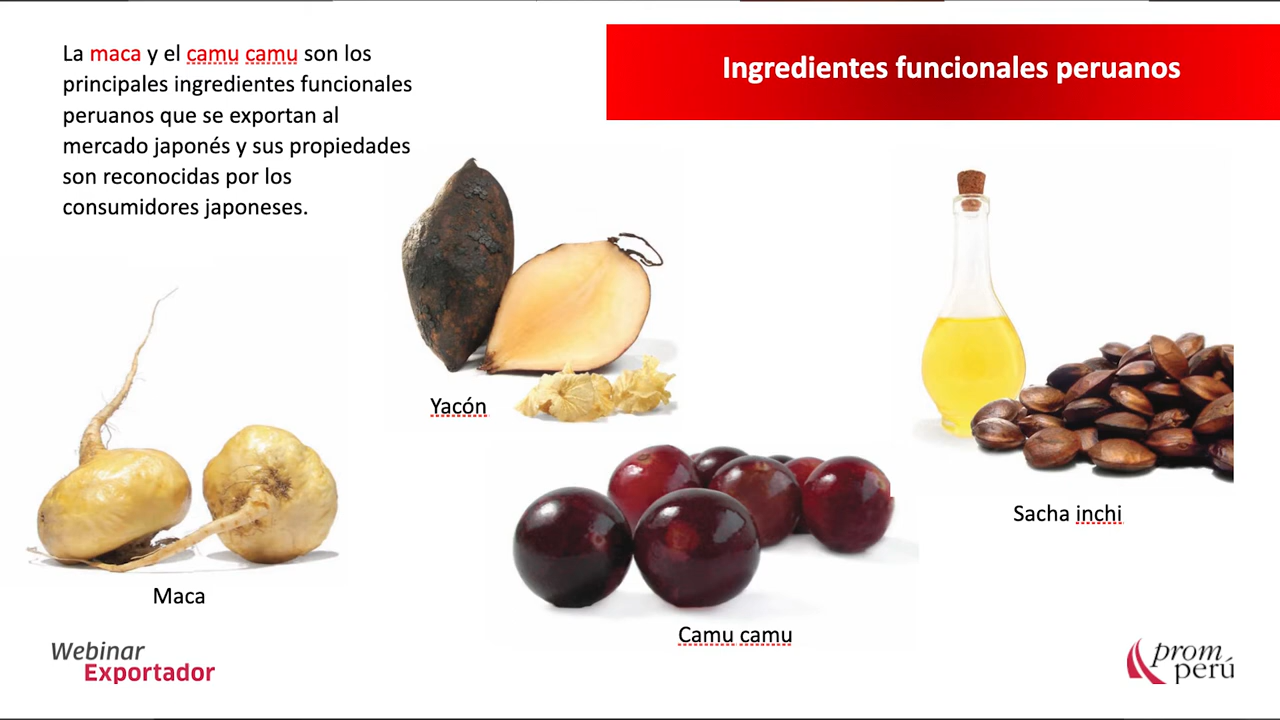 La maca y el camu camu son los
principales ingredientes funcionales
peruanos que se exportan al
mercado japonés y sus propiedades
son reconocidas por los
consumidores japoneses.
Ingredientes funcionales peruanos
Yacón
Sacha inchi
Maca
Camu camu
Webinar
Exportador
prom
perú